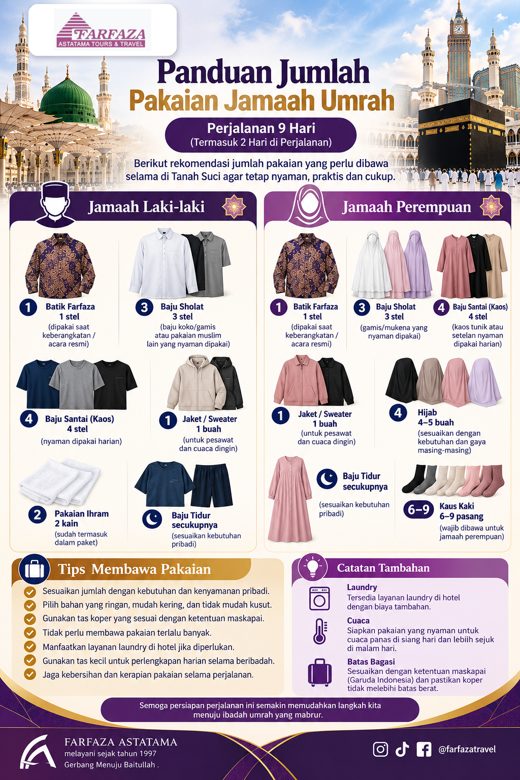 FARFAZA
ASTATAMA TOURS & TRAVEL
Panduan Jumlah
Pakaian Jamaah Umrah
Perjalanan 9 Hari
(Termasuk 2 Hari di Perjalanan)
Berikut rekomendasi jumlah pakaian yang perlu dibawa
selama di Tanah Suci agar tetap nyaman, praktis dan cukup.
Jamaah Laki-laki
1 Batik Farfaza
1 stel
(dipakai saat
keberangkatan /
acara resmi)
3 Baju Sholat
3 stel
(baju koko/gamis
atau pakaian muslim
lain yang nyaman dipakai)
4 Baju Santai (Kaos)
4 stel
(nyaman dipakai harian)
1 Jaket / Sweater
1 buah
(untuk pesawat
dan cuaca dingin)
2 Pakaian Ihram
2 kain
(sudah termasuk
dalam paket)
Baju Tidur
secukupnya
(sesuaikan kebutuhan
pribadi)
Jamaah Perempuan
1 Batik Farfaza
1 stel
(dipakai saat
keberangkatan /
acara resmi)
3 Baju Sholat
3 stel
(gamis/mukena yang
nyaman dipakai)
4 Baju Santai (Kaos)
4 stel
(kaos tunik atau
setelan nyaman
dipakai harian)
1 Jaket / Sweater
1 buah
(untuk pesawat
dan cuaca dingin)
4 Hijab
4–5 buah
(sesuaikan dengan
kebutuhan dan gaya
masing-masing)
Baju Tidur
secukupnya
(sesuaikan kebutuhan
pribadi)
6–9 Kaus Kaki
6–9 pasang
(wajib dibawa untuk
jamaah perempuan)
Tips Membawa Pakaian
Sesuaikan jumlah dengan kebutuhan dan kenyamanan pribadi.
Pilih bahan yang ringan, mudah kering, dan tidak mudah kusut.
Gunakan tas koper yang sesuai dengan ketentuan maskapai.
Tidak perlu membawa pakaian terlalu banyak.
Manfaatkan layanan laundry di hotel jika diperlukan.
Gunakan tas kecil untuk perlengkapan harian selama beribadah.
Jaga kebersihan dan kerapian pakaian selama perjalanan.
Catatan Tambahan
Laundry
Tersedia layanan laundry di hotel
dengan biaya tambahan.
Cuaca
Siapkan pakaian yang nyaman untuk
cuaca panas di siang hari dan lebiih sejuk
di malam hari.
Batas Bagasi
Sesuaikan dengan ketentuan maskapai
(Garuda Indonesia) dan pastikan koper
tidak melebihi batas berat.
Semoga persiapan perjalanan ini semakin memudahkan langkah kita
menuju ibadah umrah yang mabrur.
FARFAZA ASTATAMA
melayani sejak tahun 1997
Gerbang Menuju Baitullah .
@farfazatravel